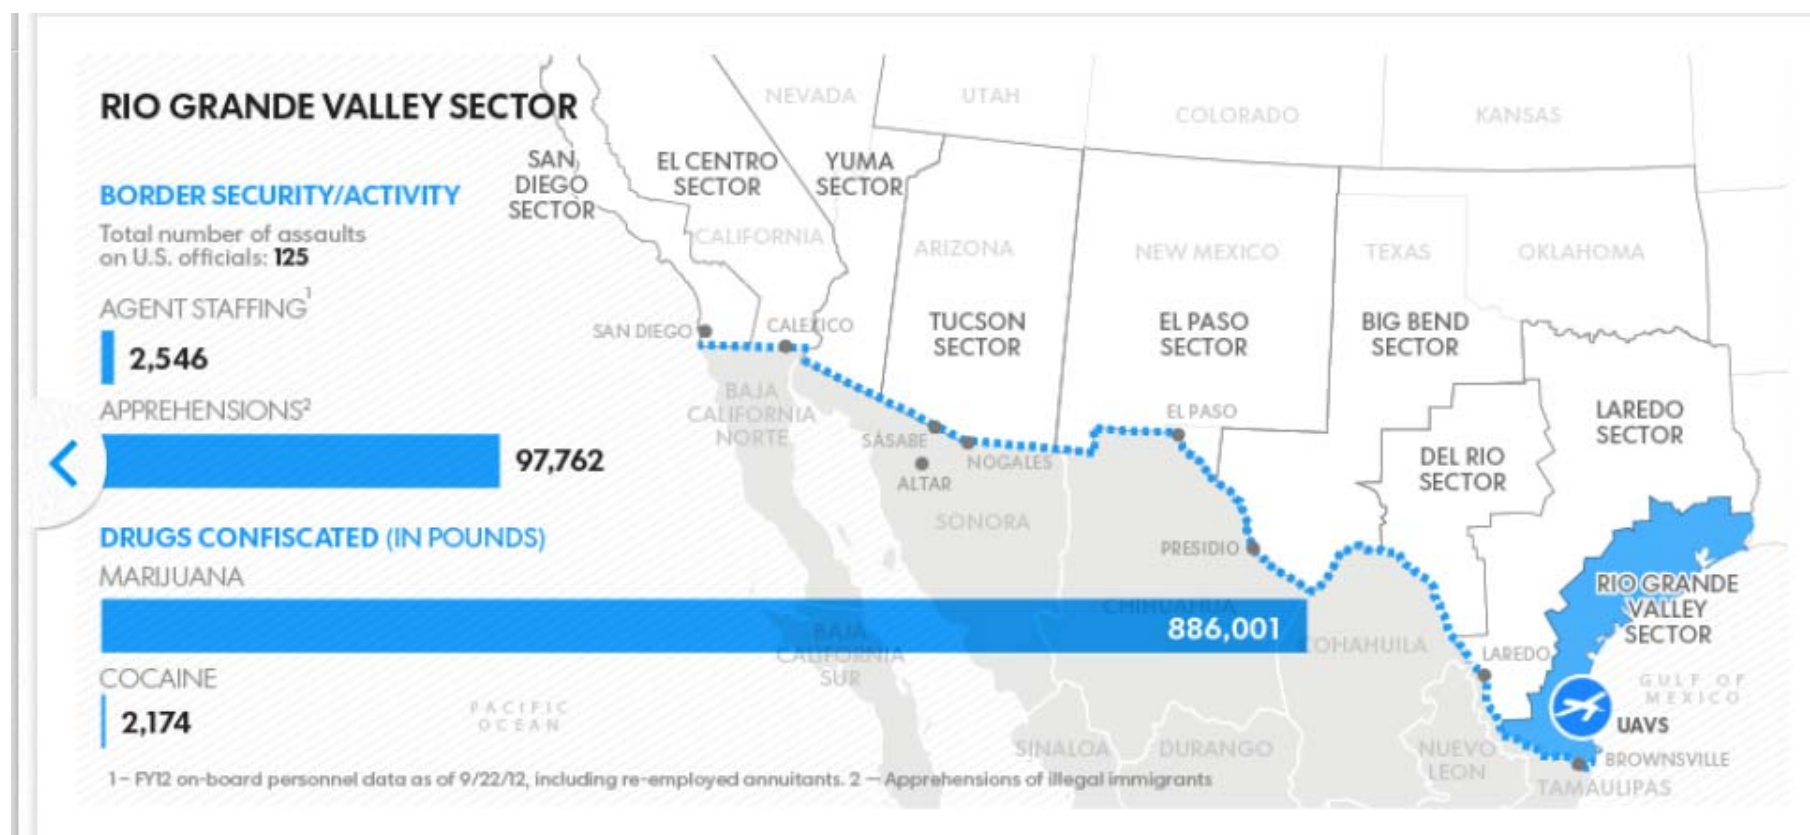 RIO GRANDE VALLEY SECTOR
BORDER SECURITY/ACTIVITY
Total number of assaults
on U.S. officials: 125
AGENT STAFFING¹
2,546
APPREHENSIONS²
97,762
DRUGS CONFISCATED (IN POUNDS)
MARIJUANA
886,001
COCAINE
2,174
1 – FY12 on-board personnel data as of 9/22/12, including re-employed annuitants. 2 — Apprehensions of illegal immigrants
NEVADA
UTAH
COLORADO
KANSAS
SAN
DIEGO
SECTOR
EL CENTRO
SECTOR
YUMA
SECTOR
CALIFORNIA
ARIZONA
NEW MEXICO
TEXAS
OKLAHOMA
SAN DIEGO
CALEXICO
TUCSON
SECTOR
EL PASO
SECTOR
BIG BEND
SECTOR
BAJA
CALIFORNIA
NORTE
EL PASO
LAREDO
SECTOR
SÁSABE
NOGALES
ALTAR
DEL RIO
SECTOR
SONORA
PRESIDIO
RIO GRANDE
VALLEY
SECTOR
CHIHUAHUA
COHAHUILA
LAREDO
BAJA
CALIFORNIA
SUR
GULF OF
MEXICO
PACIFIC
OCEAN
UAVS
SINALOA
DURANGO
NUEVO
LEON
BROWNSVILLE
TAMAULIPAS